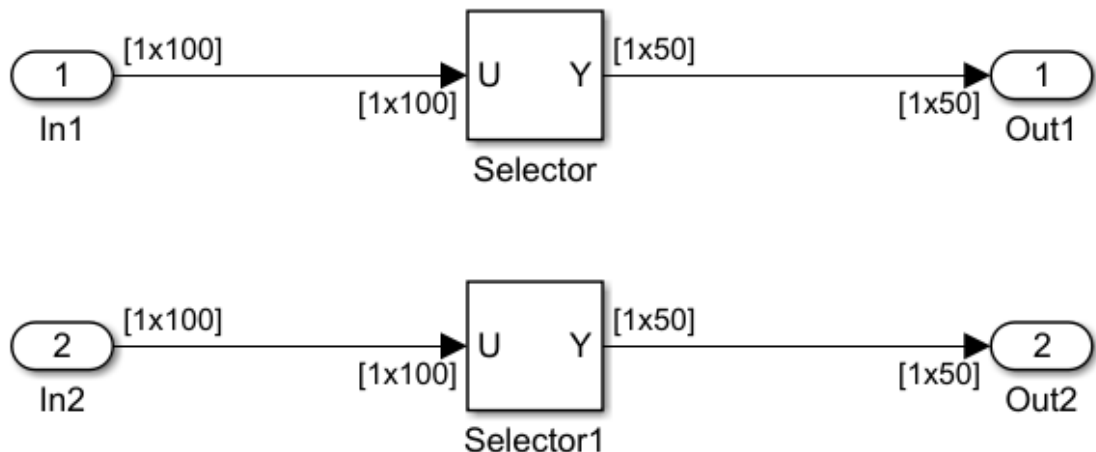 [1x100]
[1x50]
1
U
Y
1
[1x100]
[1x50]
In1
Out1
Selector
[1x100]
[1x50]
2
U
Y
2
[1x100]
[1x50]
In2
Out2
Selector1